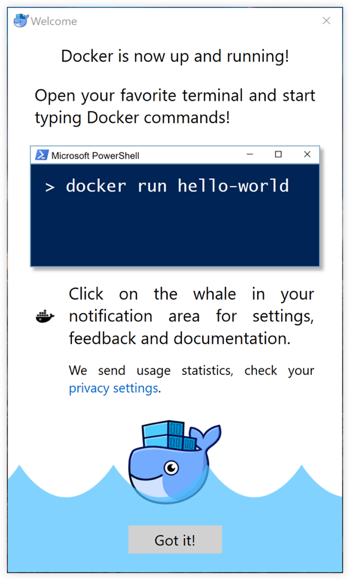 Welcome
Docker is now up and running!
Open your favorite terminal and start
typing Docker commands!
Microsoft PowerShell
> docker run hello-world
Click on the whale in your
notification area for settings,
feedback and documentation.
We send usage statistics, check your
privacy settings.
Got it!